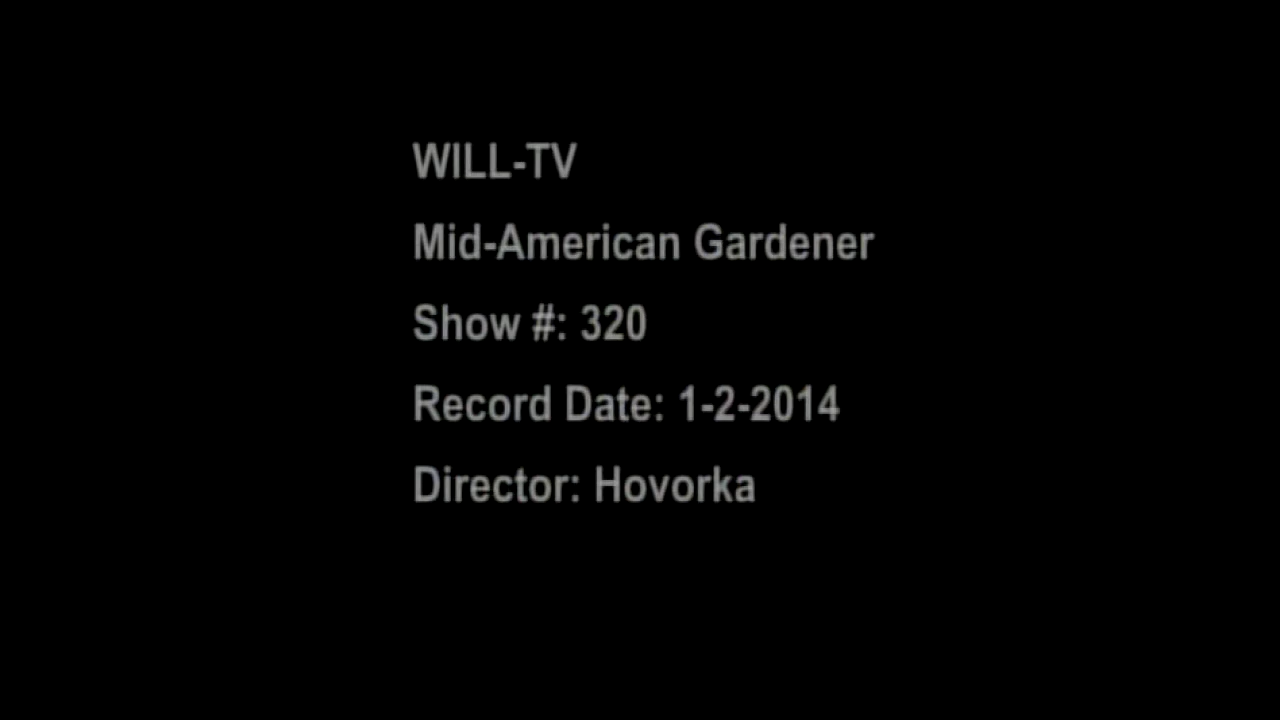 WILL-TV
Mid-American Gardener
Show #: 320
Record Date: 1-2-2014
Director: Hovorka